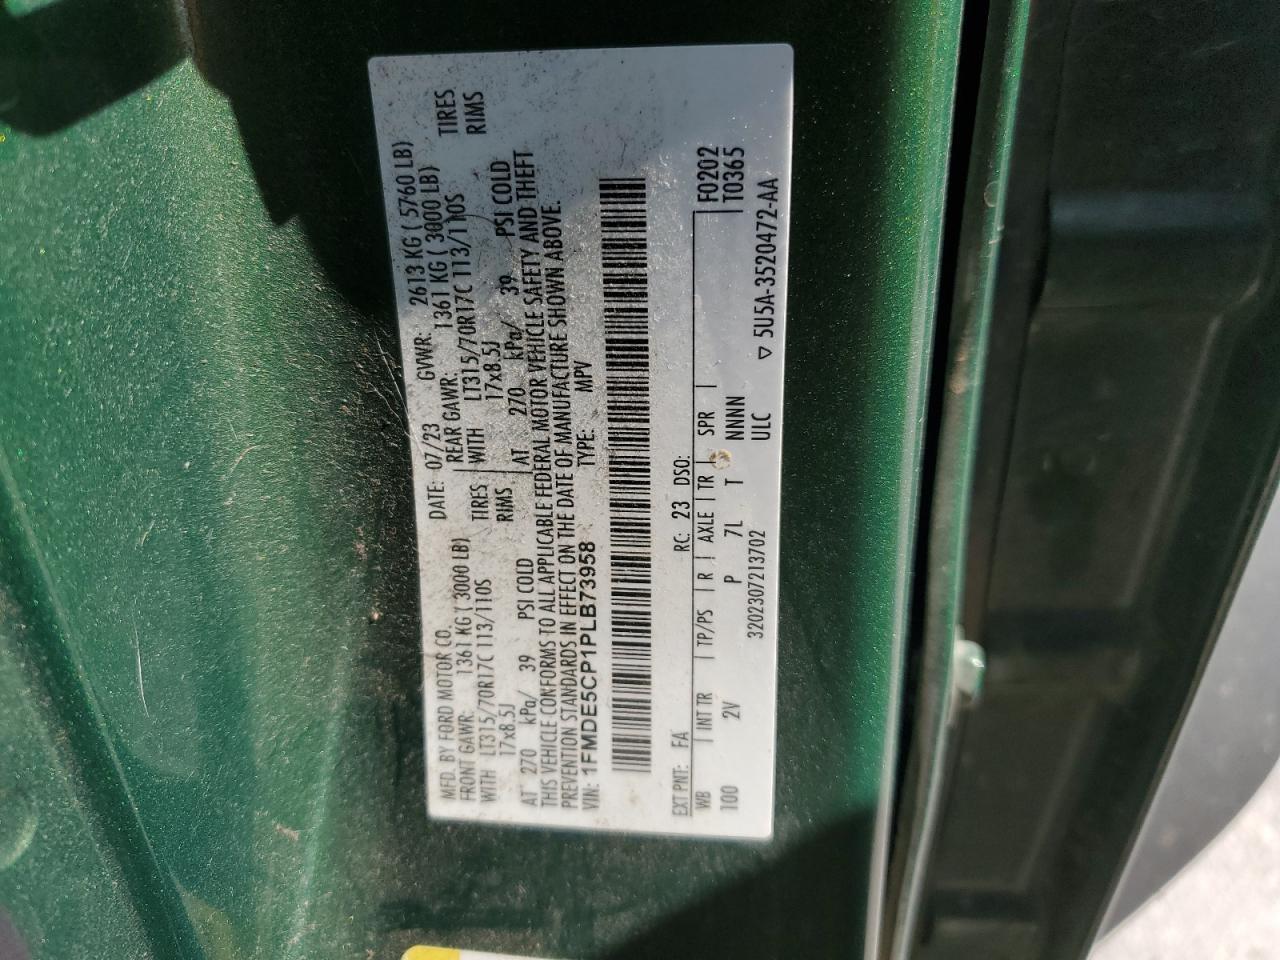 MFD. BY FORD MOTOR CO.
DATE: 07/23 GVWR: 2613 KG ( 5760 LB)
FRONT GAWR: 1361 KG ( 3000 LB) REAR GAWR: 1361 KG ( 3000 LB)
WITH LT315/70R17C 113/110S TIRES WITH LT315/70R17C 113/110S TIRES
17x8.5J RIMS 17x8.5J RIMS
AT 270 kPa/ 39 PSI COLD AT 270 kPa/ 39 PSI COLD
THIS VEHICLE CONFORMS TO ALL APPLICABLE FEDERAL MOTOR VEHICLE SAFETY AND THEFT
PREVENTION STANDARDS IN EFFECT ON THE DATE OF MANUFACTURE SHOWN ABOVE.
VIN: 1FMDE5CP1PLB73958 TYPE: MPV
EXT PNT: FA RC: 23 DSO:
WB INT TR TP/PS R AXLE TR SPR F0202
100 2V P 7L T NNNN T0365
3202307213702 ULC ▽ 5U5A-3520472-AA